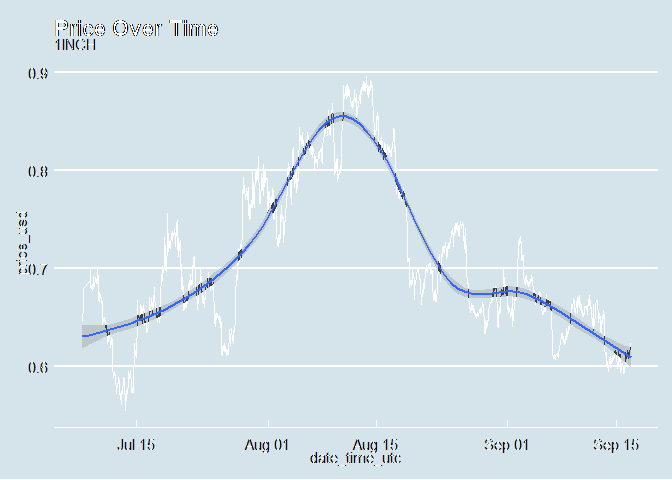 Price Over Time
1INCH
0.9
0.8
0.7
0.6
price_usd
Jul 15
Aug 01
Aug 15
Sep 01
Sep 15
date_time_utc